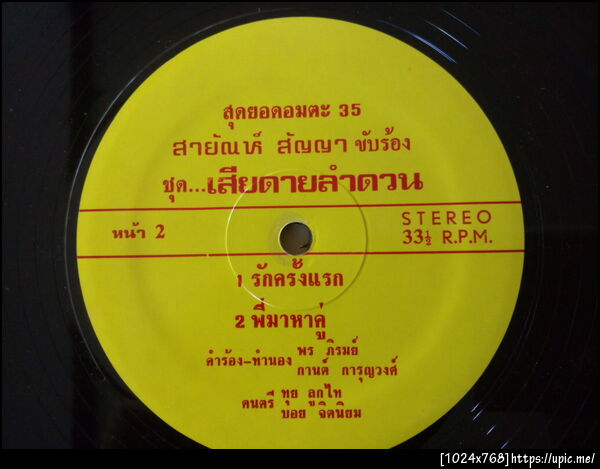 สุดยอดอมตะ 35
สายัณห์ สัญญา ขับร้อง
ชุด...เสียดายลำดวน
หน้า 2
STEREO
33½ R.P.M.
1 รักครั้งแรก
2 พี่มาหาคู่
คำร้อง-ทำนอง พร ภิรมย์
กานต์ การุญวงศ์
ดนตรี ทุย ลูกไท
บอย จิตนิยม
[1024x768]https://upic.me/